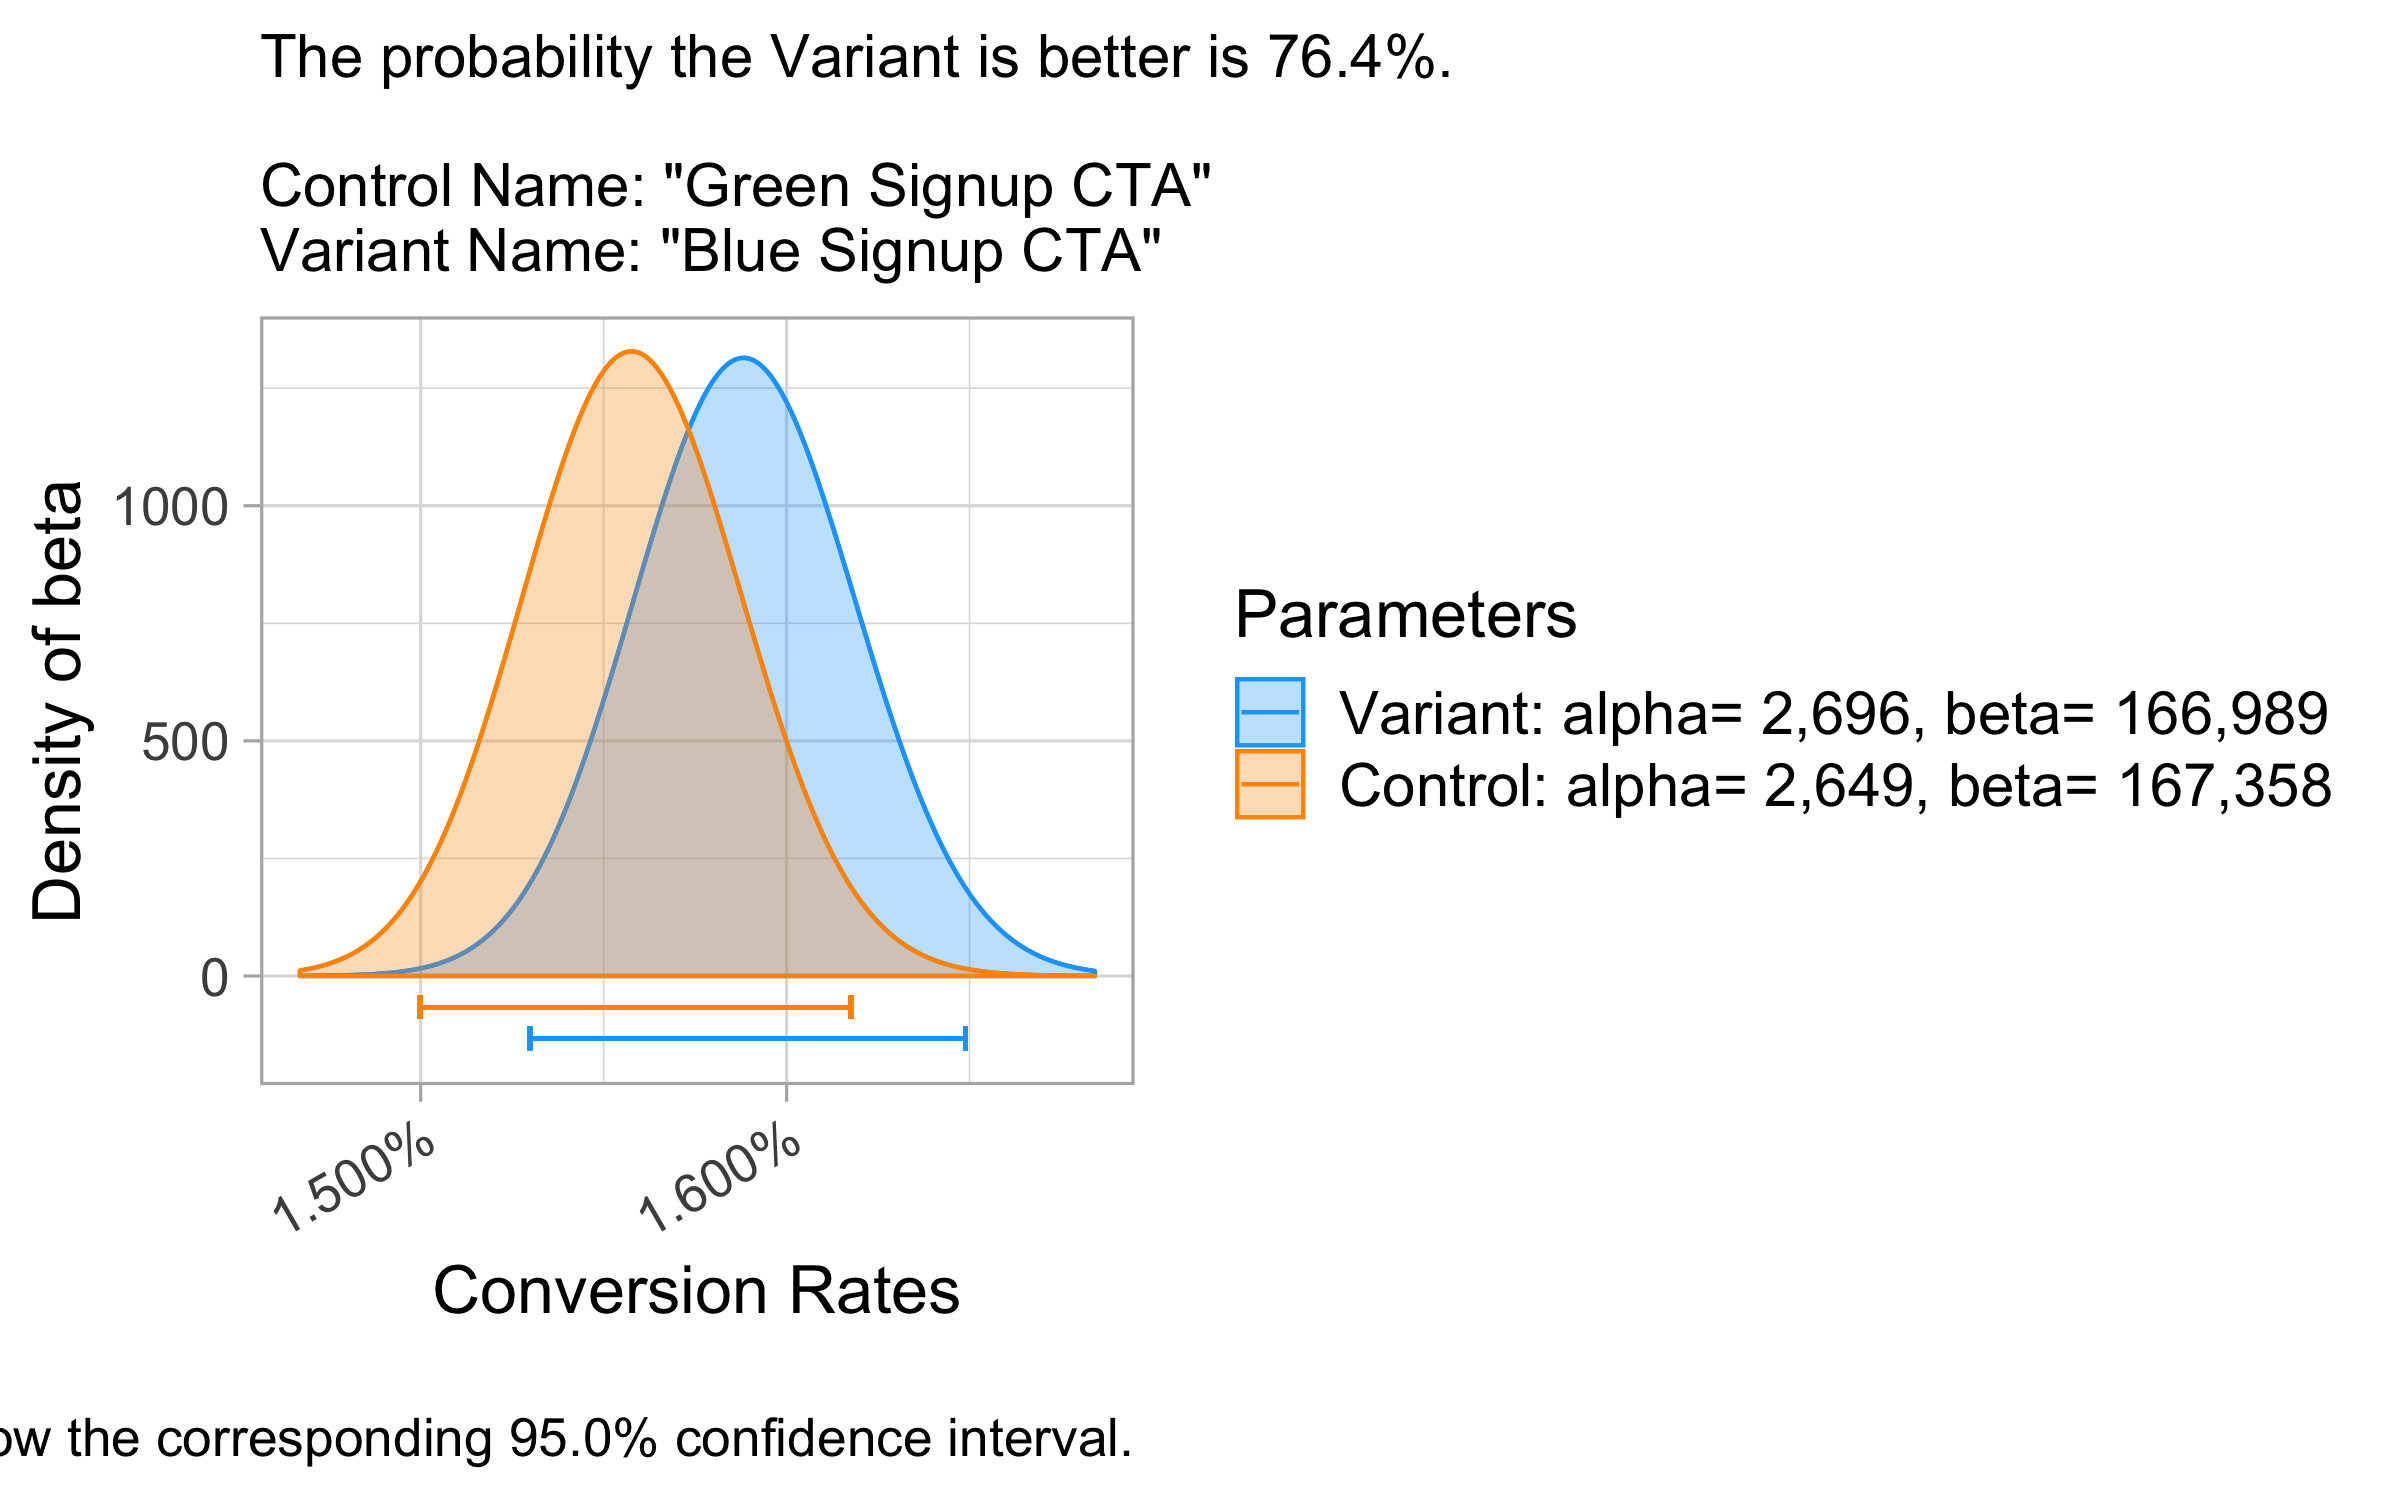 The probability the Variant is better is 76.4%.
Control Name: "Green Signup CTA"
Variant Name: "Blue Signup CTA"
Density of beta
1000
500
0
1.500%
1.600%
Conversion Rates
Parameters
Variant: alpha= 2,696, beta= 166,989
Control: alpha= 2,649, beta= 167,358
the corresponding 95.0% confidence interval.